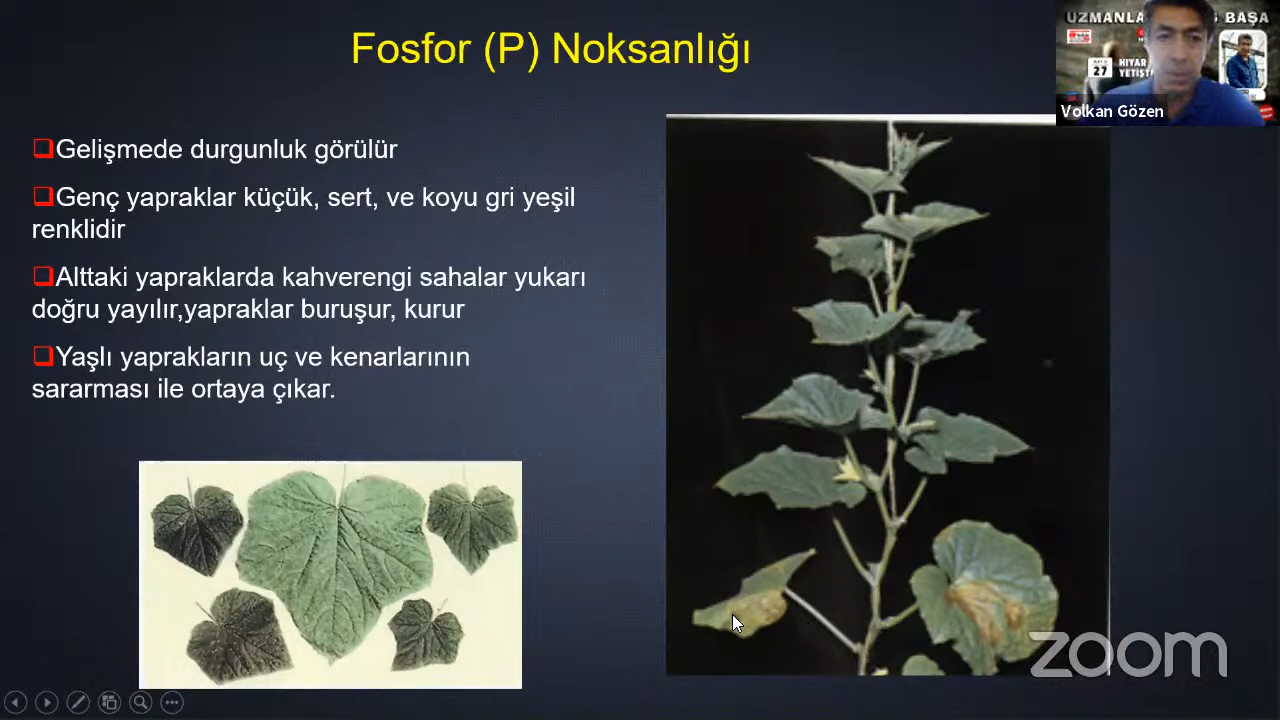 Fosfor (P) Noksanlığı
❑Gelişmede durgunluk görülür
❑Genç yapraklar küçük, sert, ve koyu gri yeşil
renklidir
❑Alttaki yapraklarda kahverengi sahalar yukarı
doğru yayılır,yapraklar buruşur, kurur
❑Yaşlı yaprakların uç ve kenarlarının
sararması ile ortaya çıkar.
UZMANLA
BAŞA
27
HIYAR
YETİŞT
Volkan Gözen
zoom